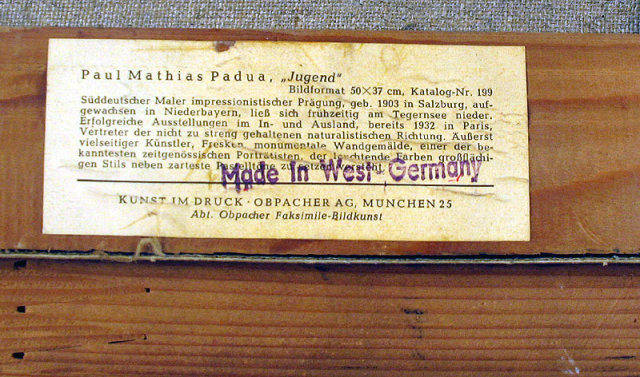 Paul Mathias Padua, „Jugend"
Bildformat 50×37 cm, Katalog-Nr. 199
Süddeutscher Maler impressionistischer Prägung, geb. 1903 in Salzburg, auf-
gewachsen in Niederbayern, ließ sich frühzeitig am Tegernsee nieder.
Erfolgreiche Ausstellungen im In- und Ausland, bereits 1932 in Paris,
Vertreter der nicht zu streng gehaltenen naturalistischen Richtung. Äußerst
vielseitiger Künstler, Fresken, monumentale Wandgemälde, einer der be-
kanntesten zeitgenössischen Porträtisten, der leuchtende Farben großflächi-
gen Stils neben zarteste Pastelltöne zu setzen versteht.
Made In West Germany
KUNST IM DRUCK · OBPACHER AG, MÜNCHEN 25
Abt. Obpacher Faksimile-Bildkunst